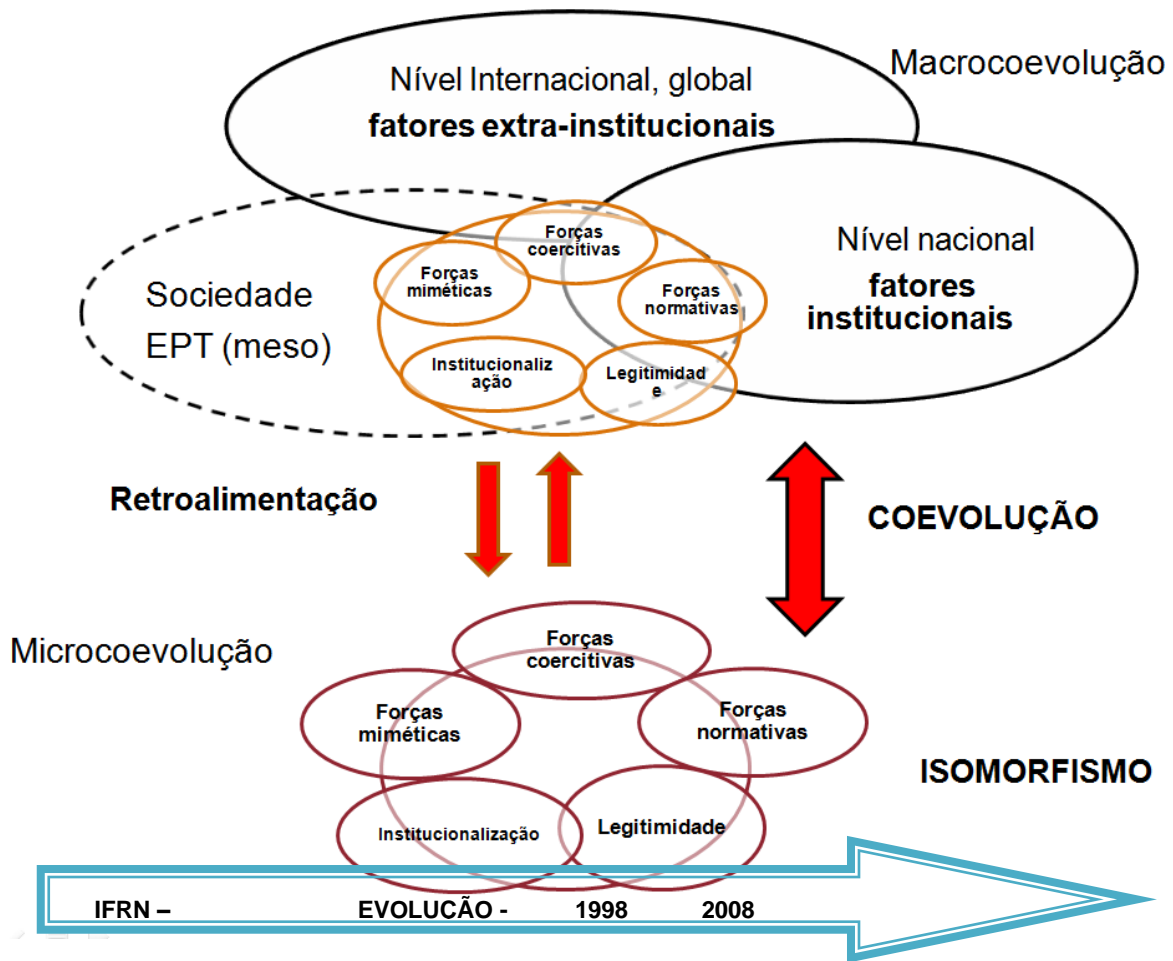 Macrocoevolução
Nível Internacional, global
fatores extra-institucionais
Nível nacional
fatores
institucionais
Sociedade
EPT (meso)
Forças
coercitivas
Forças
miméticas
Forças
normativas
Institucionaliz
ação
Legitimidad
e
Retroalimentação
COEVOLUÇÃO
Microcoevolução
Forças
coercitivas
Forças
miméticas
Forças
normativas
ISOMORFISMO
Institucionalização
Legitimidade
IFRN – EVOLUÇÃO - 1998 2008